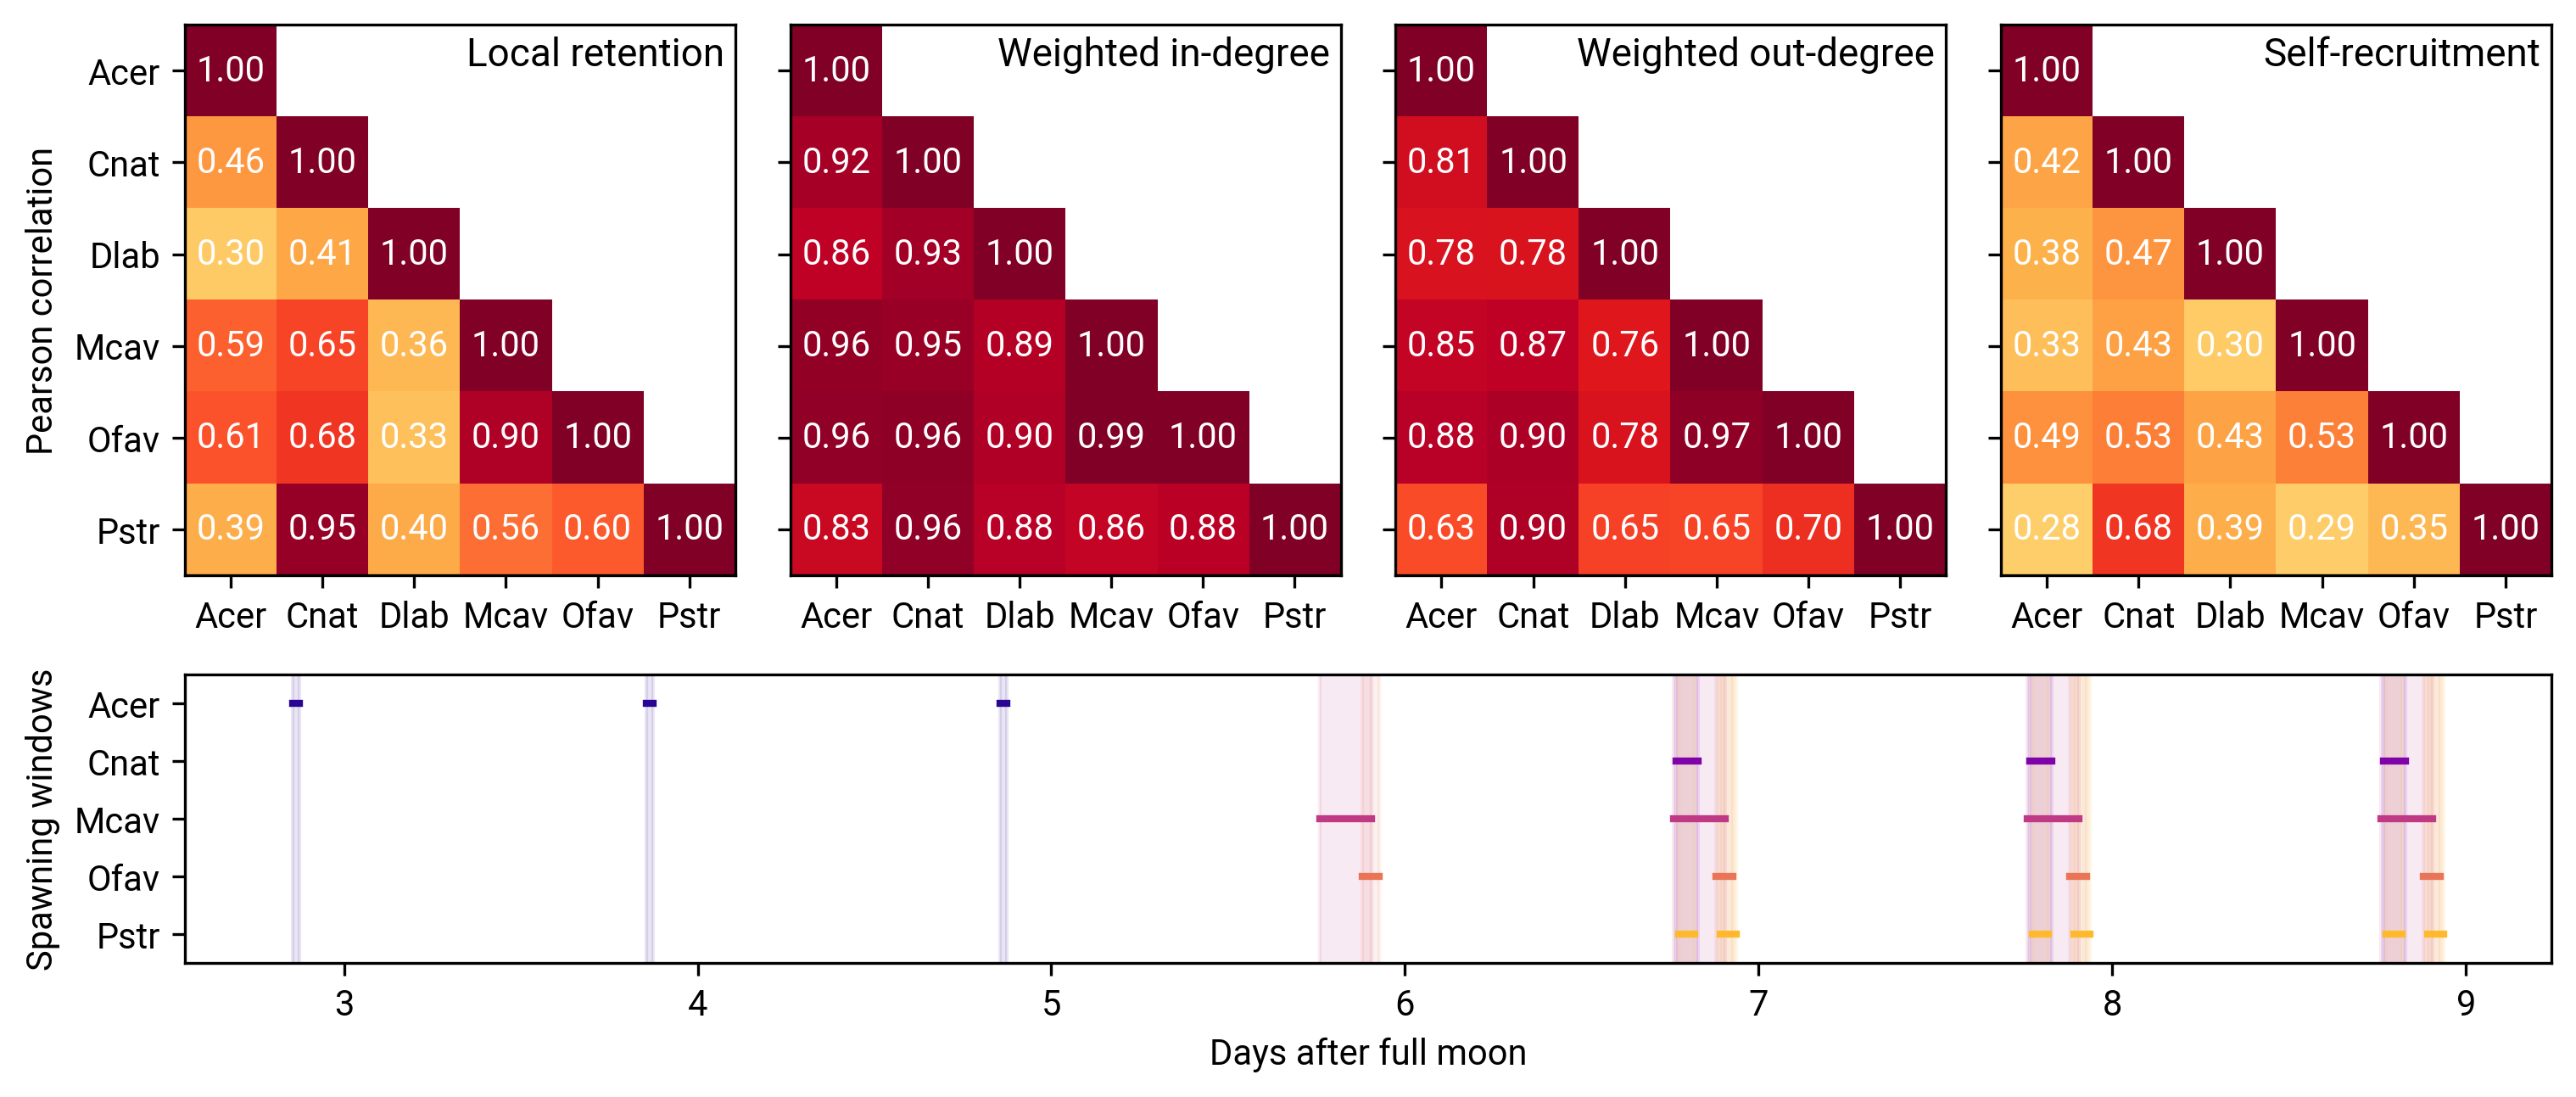 Pearson correlation
Local retention
Acer 1.00
Cnat 0.46 1.00
Dlab 0.30 0.41 1.00
Mcav 0.59 0.65 0.36 1.00
Ofav 0.61 0.68 0.33 0.90 1.00
Pstr 0.39 0.95 0.40 0.56 0.60 1.00
Acer Cnat Dlab Mcav Ofav Pstr
Weighted in-degree
1.00
0.92 1.00
0.86 0.93 1.00
0.96 0.95 0.89 1.00
0.96 0.96 0.90 0.99 1.00
0.83 0.96 0.88 0.86 0.88 1.00
Acer Cnat Dlab Mcav Ofav Pstr
Weighted out-degree
1.00
0.81 1.00
0.78 0.78 1.00
0.85 0.87 0.76 1.00
0.88 0.90 0.78 0.97 1.00
0.63 0.90 0.65 0.65 0.70 1.00
Acer Cnat Dlab Mcav Ofav Pstr
Self-recruitment
1.00
0.42 1.00
0.38 0.47 1.00
0.33 0.43 0.30 1.00
0.49 0.53 0.43 0.53 1.00
0.28 0.68 0.39 0.29 0.35 1.00
Acer Cnat Dlab Mcav Ofav Pstr
Spawning windows
Acer
Cnat
Mcav
Ofav
Pstr
3 4 5 6 7 8 9
Days after full moon